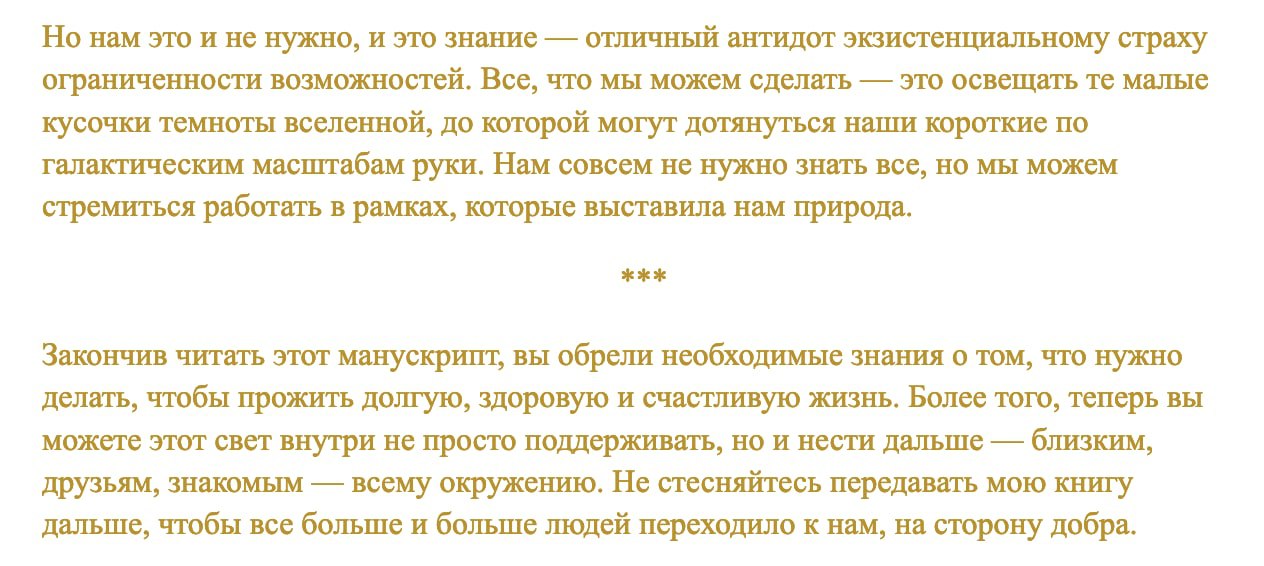 Но нам это и не нужно, и это знание — отличный антидот экзистенциальному страху
ограниченности возможностей. Все, что мы можем сделать — это освещать те малые
кусочки темноты вселенной, до которой могут дотянуться наши короткие по
галактическим масштабам руки. Нам совсем не нужно знать все, но мы можем
стремиться работать в рамках, которые выставила нам природа.
***
Закончив читать этот манускрипт, вы обрели необходимые знания о том, что нужно
делать, чтобы прожить долгую, здоровую и счастливую жизнь. Более того, теперь вы
можете этот свет внутри не просто поддерживать, но и нести дальше — близким,
друзьям, знакомым — всему окружению. Не стесняйтесь передавать мою книгу
дальше, чтобы все больше и больше людей переходило к нам, на сторону добра.